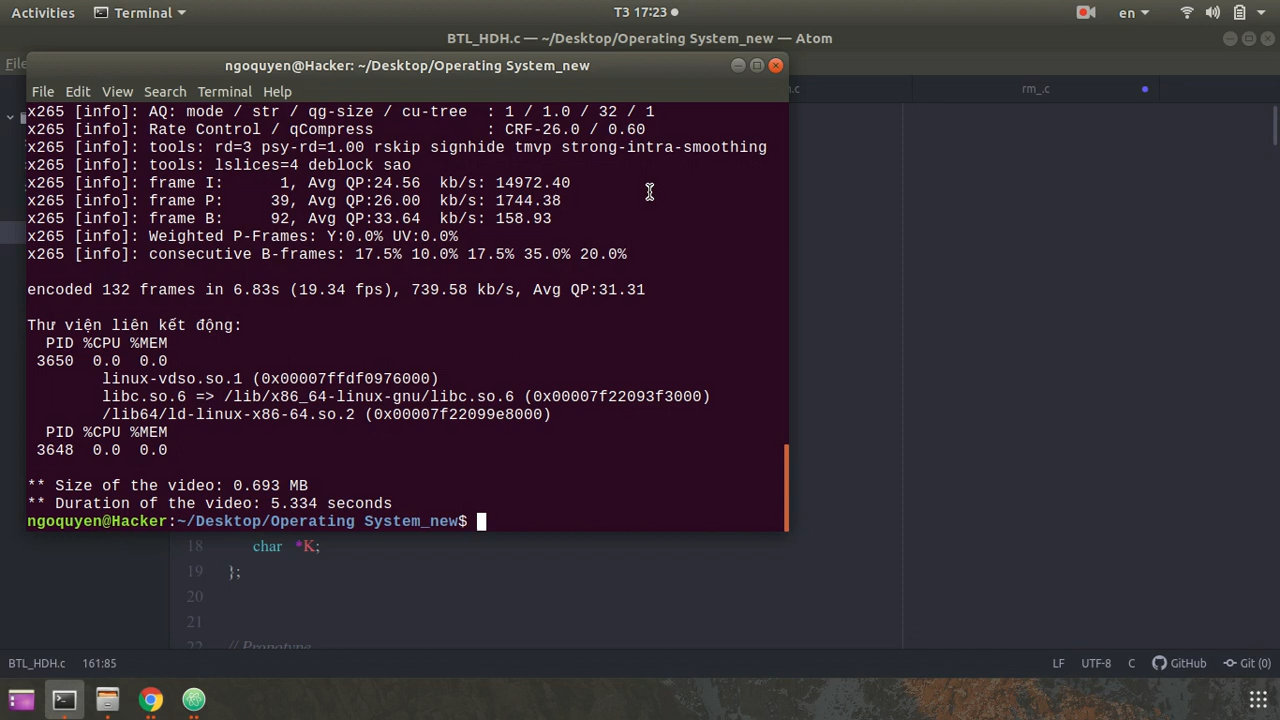 Activities Terminal T3 17:23 en
BTL_HDH.c — ~/Desktop/Operating System_new — Atom
ngoquyen@Hacker: ~/Desktop/Operating System_new
File Edit View Search Terminal Help
rm_.c
x265 [info]: AQ: mode / str / qg-size / cu-tree  : 1 / 1.0 / 32 / 1
x265 [info]: Rate Control / qCompress            : CRF-26.0 / 0.60
x265 [info]: tools: rd=3 psy-rd=1.00 rskip signhide tmvp strong-intra-smoothing
x265 [info]: tools: lslices=4 deblock sao
x265 [info]: frame I:      1, Avg QP:24.56  kb/s: 14972.40
x265 [info]: frame P:     39, Avg QP:26.00  kb/s: 1744.38
x265 [info]: frame B:     92, Avg QP:33.64  kb/s: 158.93
x265 [info]: Weighted P-Frames: Y:0.0% UV:0.0%
x265 [info]: consecutive B-frames: 17.5% 10.0% 17.5% 35.0% 20.0%
encoded 132 frames in 6.83s (19.34 fps), 739.58 kb/s, Avg QP:31.31
Thư viện liên kết động:
PID %CPU %MEM
3650  0.0  0.0
linux-vdso.so.1 (0x00007ffdf0976000)
libc.so.6 => /lib/x86_64-linux-gnu/libc.so.6 (0x00007f22093f3000)
/lib64/ld-linux-x86-64.so.2 (0x00007f22099e8000)
PID %CPU %MEM
3648  0.0  0.0
** Size of the video: 0.693 MB
** Duration of the video: 5.334 seconds
ngoquyen@Hacker:~/Desktop/Operating System_new$
18 char *K;
19 };
20
21
22 // Propotype
BTL_HDH.c 161:85 LF UTF-8 C GitHub Git (0)